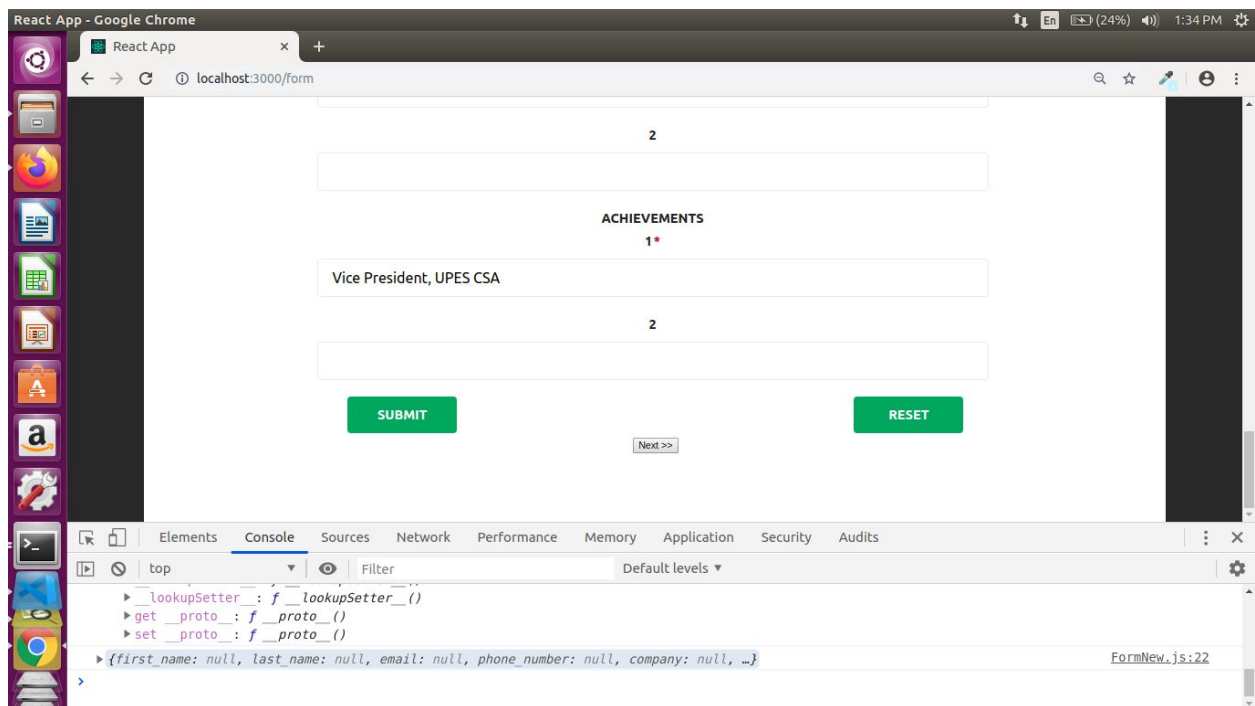 React App - Google Chrome
En (24%) 1:34 PM
React App × +
localhost:3000/form
2
ACHIEVEMENTS
1*
Vice President, UPES CSA
2
SUBMIT RESET
Next >>
Elements Console Sources Network Performance Memory Application Security Audits
top Filter Default levels ▼
__lookupSetter__: ƒ __lookupSetter__()
get __proto__: ƒ __proto__()
set __proto__: ƒ __proto__()
{first_name: null, last_name: null, email: null, phone_number: null, company: null, …} FormNew.js:22
>